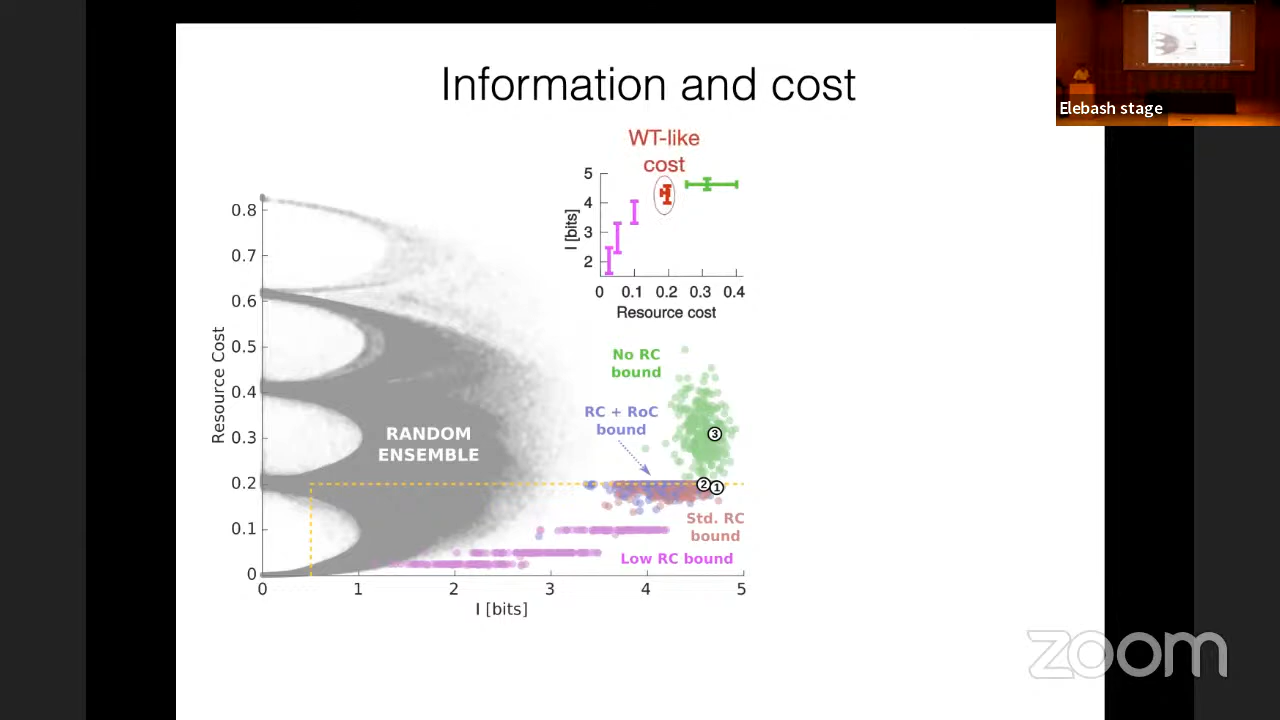 Information and cost
Elebash stage
WT-like
cost
5
4
3
2
I [bits]
0 0.1 0.2 0.3 0.4
Resource cost
0.8
0.7
0.6
0.5
0.4
0.3
0.2
0.1
0
Resource Cost
No RC
bound
RC + RoC
bound
RANDOM
ENSEMBLE
3
2 1
Std. RC
bound
Low RC bound
0 1 2 3 4 5
I [bits]
zoom